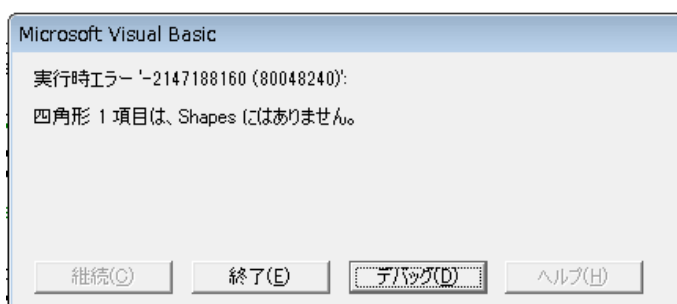 Microsoft Visual Basic
実行時エラー '-2147188160 (80048240)':
四角形 1 項目は、Shapes にはありません。
継続(C)
終了(E)
デバッグ(D)
ヘルプ(H)